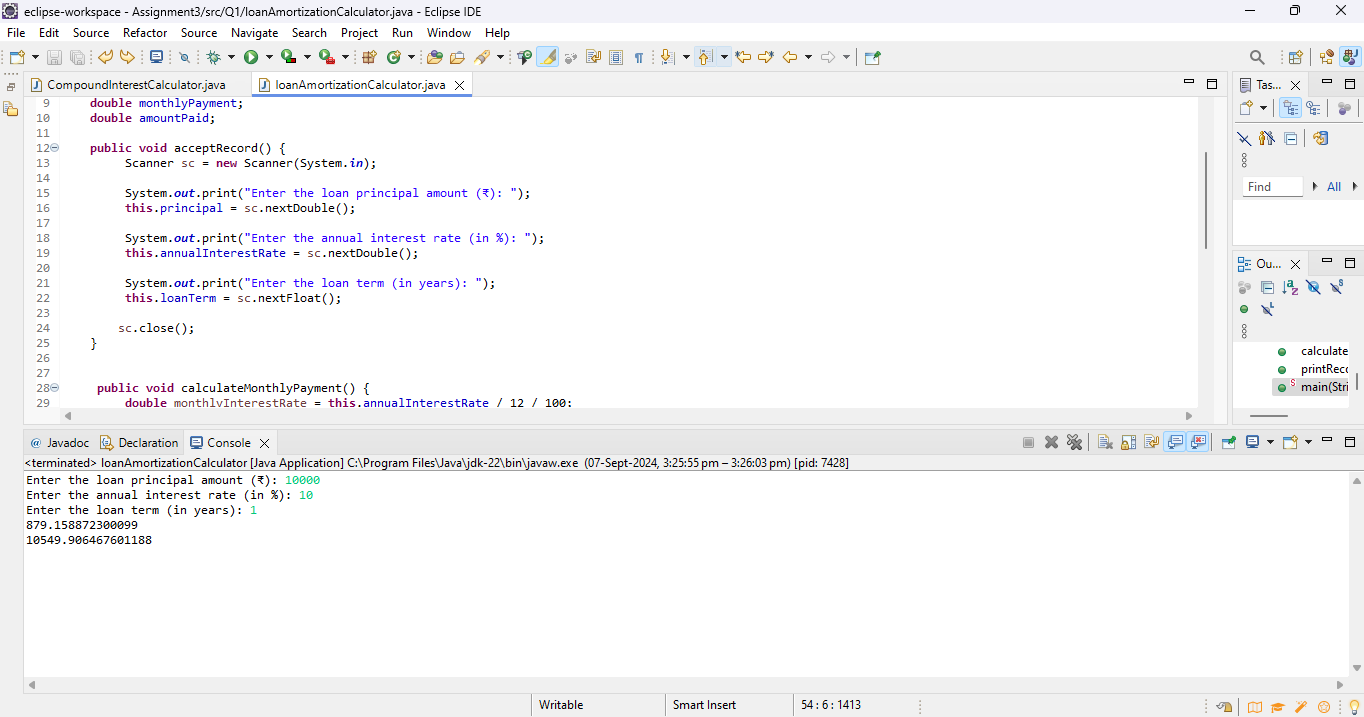 eclipse-workspace - Assignment3/src/Q1/loanAmortizationCalculator.java - Eclipse IDE
File Edit Source Refactor Source Navigate Search Project Run Window Help
CompoundInterestCalculator.java loanAmortizationCalculator.java
9 double monthlyPayment;
10 double amountPaid;
11
12 public void acceptRecord() {
13 Scanner sc = new Scanner(System.in);
14
15 System.out.print("Enter the loan principal amount (₹): ");
16 this.principal = sc.nextDouble();
17
18 System.out.print("Enter the annual interest rate (in %): ");
19 this.annualInterestRate = sc.nextDouble();
20
21 System.out.print("Enter the loan term (in years): ");
22 this.loanTerm = sc.nextFloat();
23
24 sc.close();
25 }
26
27
28 public void calculateMonthlyPayment() {
29 double monthlyInterestRate = this.annualInterestRate / 12 / 100;
Tas...
Find All
Ou...
calculate
printRec
main(Stri
Javadoc Declaration Console
<terminated> loanAmortizationCalculator [Java Application] C:\Program Files\Java\jdk-22\bin\javaw.exe (07-Sept-2024, 3:25:55 pm – 3:26:03 pm) [pid: 7428]
Enter the loan principal amount (₹): 10000
Enter the annual interest rate (in %): 10
Enter the loan term (in years): 1
879.158872300099
10549.906467601188
Writable Smart Insert 54 : 6 : 1413